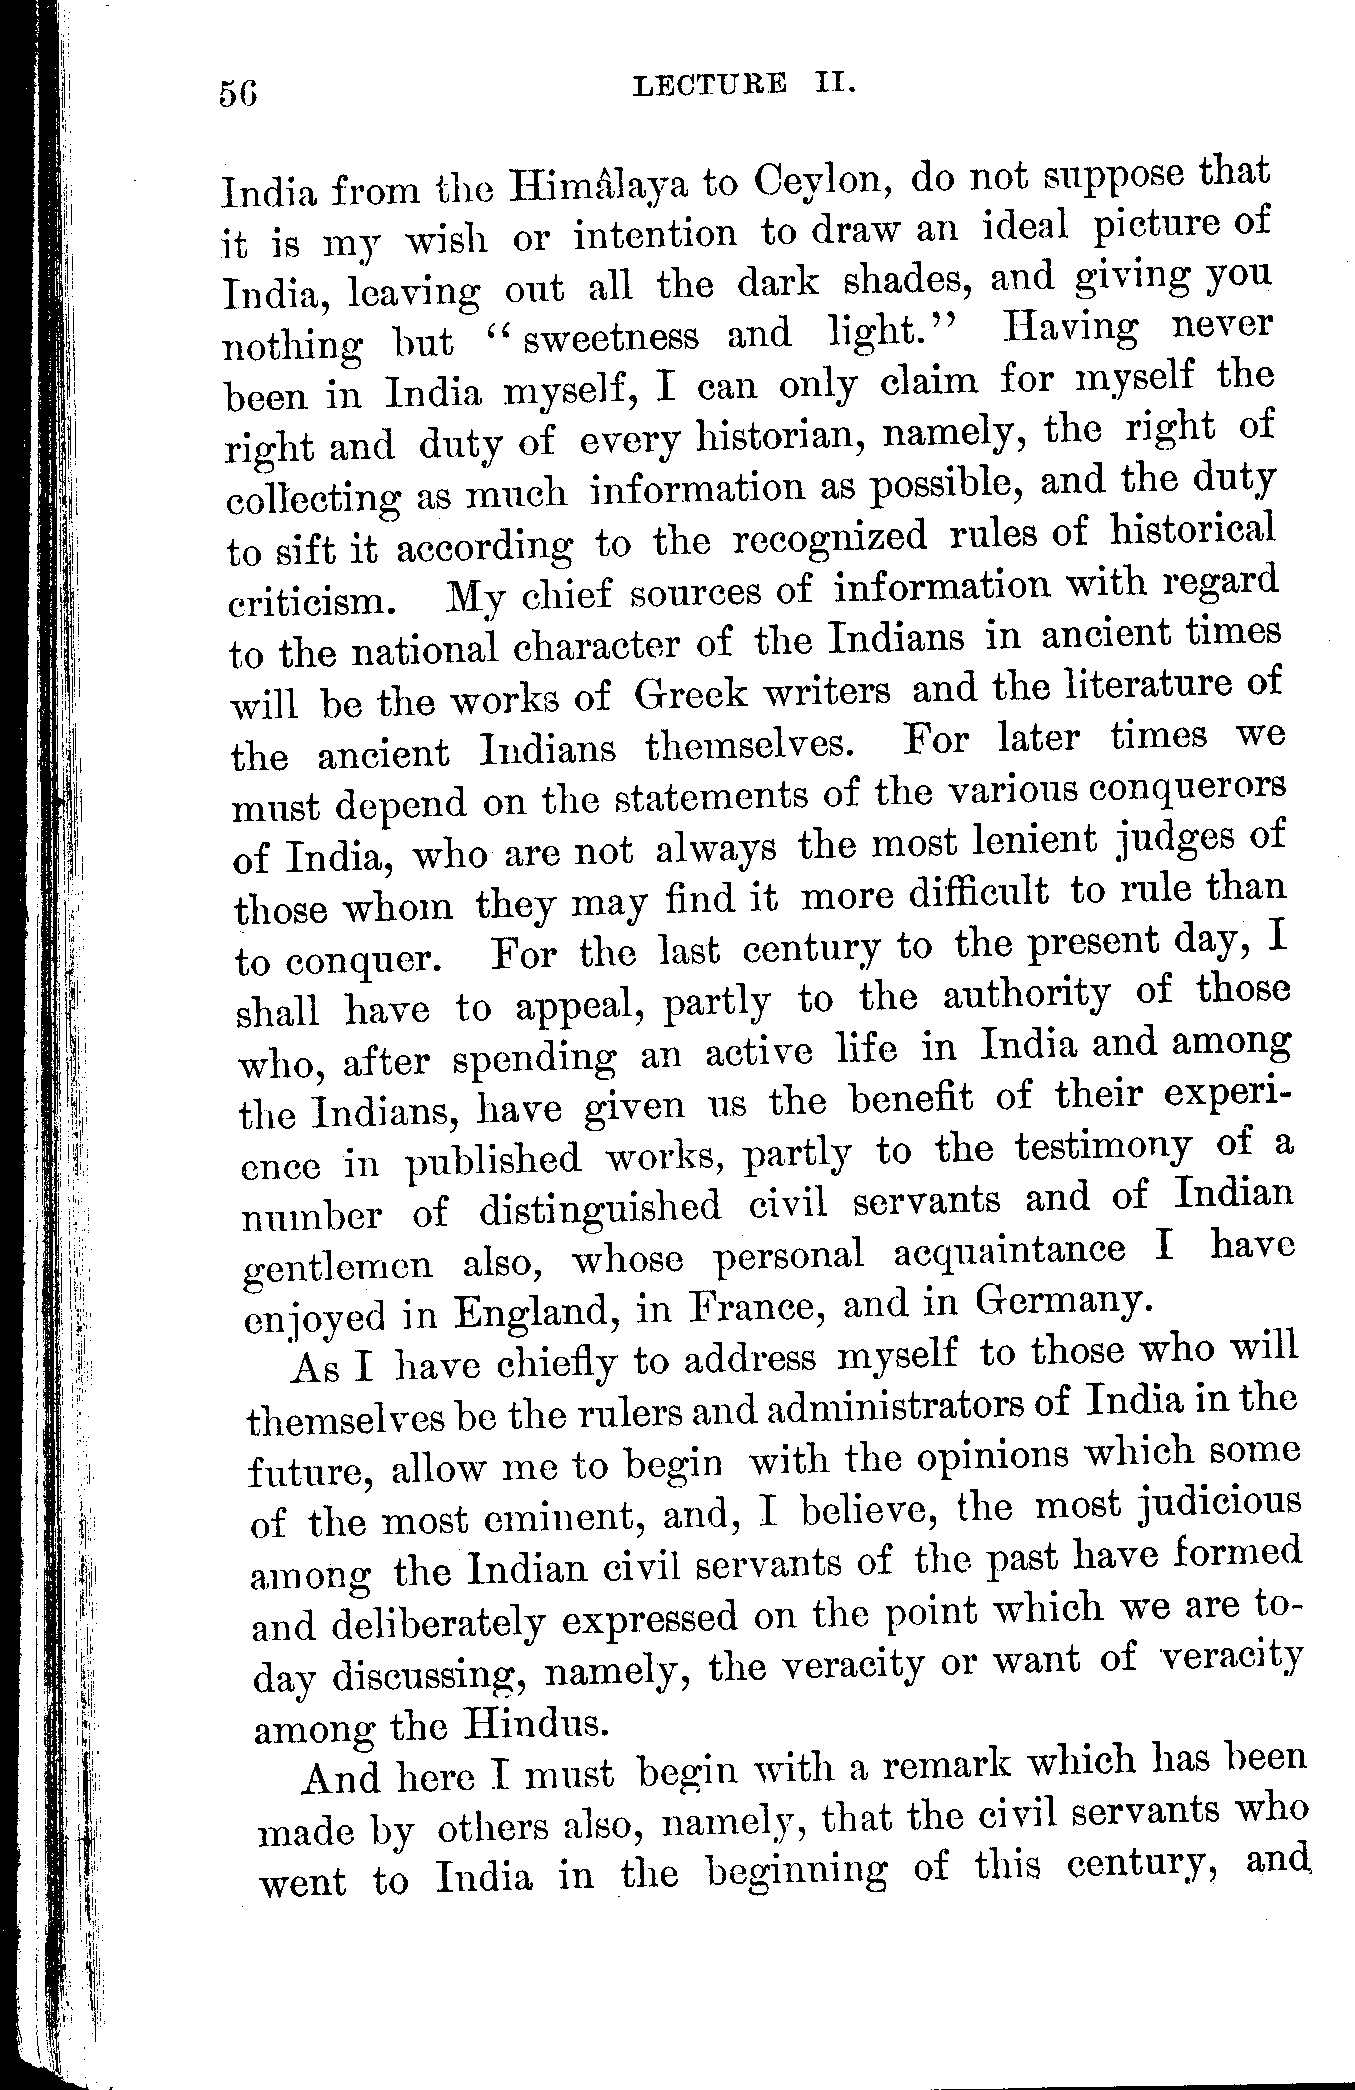 56 LECTURE II.
India from the Himâlaya to Ceylon, do not suppose that
it is my wish or intention to draw an ideal picture of
India, leaving out all the dark shades, and giving you
nothing but “ sweetness and light.” Having never
been in India myself, I can only claim for myself the
right and duty of every historian, namely, the right of
collecting as much information as possible, and the duty
to sift it according to the recognized rules of historical
criticism. My chief sources of information with regard
to the national character of the Indians in ancient times
will be the works of Greek writers and the literature of
the ancient Indians themselves. For later times we
must depend on the statements of the various conquerors
of India, who are not always the most lenient judges of
those whom they may find it more difficult to rule than
to conquer. For the last century to the present day, I
shall have to appeal, partly to the authority of those
who, after spending an active life in India and among
the Indians, have given us the benefit of their experi-
ence in published works, partly to the testimony of a
number of distinguished civil servants and of Indian
gentlemen also, whose personal acquaintance I have
enjoyed in England, in France, and in Germany.
As I have chiefly to address myself to those who will
themselves be the rulers and administrators of India in the
future, allow me to begin with the opinions which some
of the most eminent, and, I believe, the most judicious
among the Indian civil servants of the past have formed
and deliberately expressed on the point which we are to-
day discussing, namely, the veracity or want of veracity
among the Hindus.
And here I must begin with a remark which has been
made by others also, namely, that the civil servants who
went to India in the beginning of this century, and